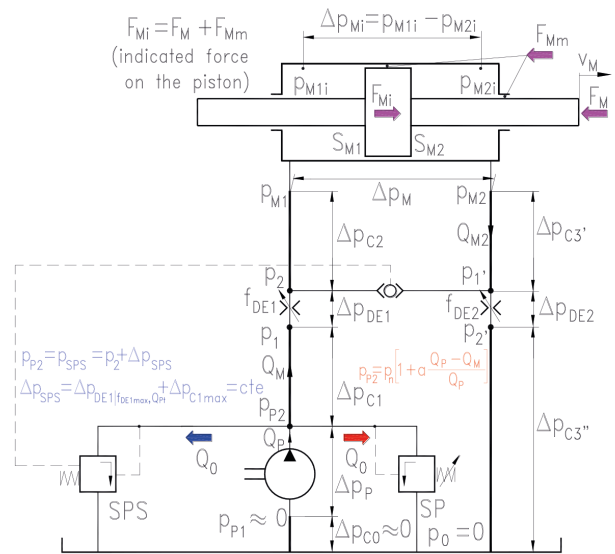 F_Mi = F_M + F_Mm
(indicated force
on the piston)
Δp_Mi = p_M1i − p_M2i
F_Mm
p_M1i
p_M2i
v_M
F_Mi
F_M
S_M1
S_M2
p_M1
Δp_M
p_M2
Δp_C2
Q_M2
Δp_C3'
p_2
p_1'
f_DE1
Δp_DE1
f_DE2
Δp_DE2
p_1
p_2'
p_P2 = p_SPS = p_2 + Δp_SPS
Δp_SPS = Δp_DE1|f_DE1max, Q_Pt + Δp_C1max = cte
Q_M
p_P2 = p_n [1 + a (Q_P − Q_M)/Q_P]
Δp_C1
p_P2
Δp_C3"
Q_0
Q_P
Q_0
Δp_P
SPS
SP
p_P1 ≈ 0
Δp_C0 ≈ 0
p_0 = 0